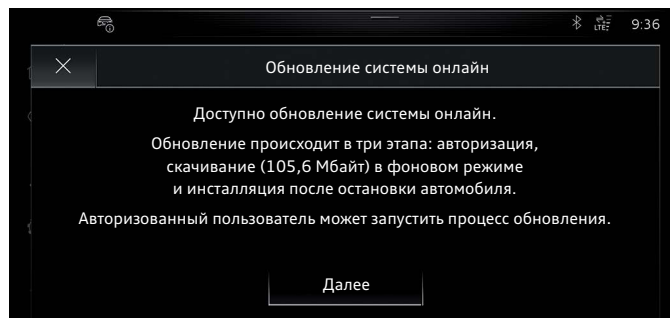 LTE 9:36
Обновление системы онлайн
Доступно обновление системы онлайн.
Обновление происходит в три этапа: авторизация,
скачивание (105,6 Мбайт) в фоновом режиме
и инсталляция после остановки автомобиля.
Авторизованный пользователь может запустить процесс обновления.
Далее